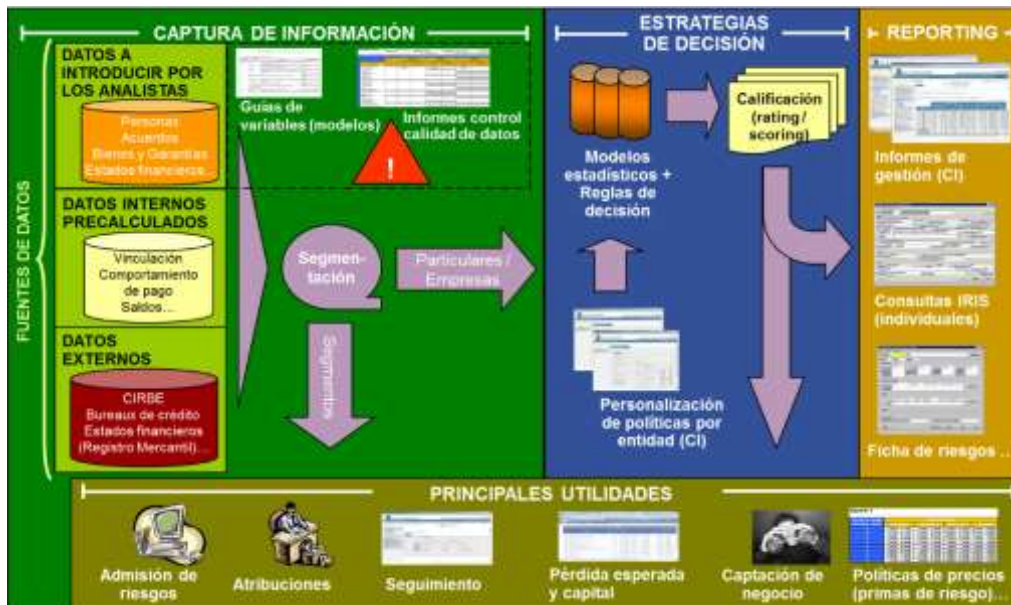 CAPTURA DE INFORMACIÓN
ESTRATEGIAS
DE DECISIÓN
REPORTING
FUENTES DE DATOS
DATOS A
INTRODUCIR POR
LOS ANALISTAS
Personas
Acuerdos
Bienes y Garantías
Estados financieros...
DATOS INTERNOS
PRECALCULADOS
Vinculación
Comportamiento
de pago
Saldos...
DATOS
EXTERNOS
CIRBE
Bureaux de crédito
Estados financieros
(Registro Mercantil)...
Guías de
variables (modelos)
Informes control
calidad de datos
!
Segmen-
tación
Particulares /
Empresas
Segmentos
Modelos
estadísticos +
Reglas de
decisión
Calificación
(rating /
scoring)
Personalización
de políticas por
entidad (CI)
Informes de
gestión (CI)
Consultas IRIS
(individuales)
Ficha de riesgos ...
PRINCIPALES UTILIDADES
Admisión de
riesgos
Atribuciones
Seguimiento
Pérdida esperada
y capital
Captación de
negocio
Políticas de precios
(primas de riesgo)...